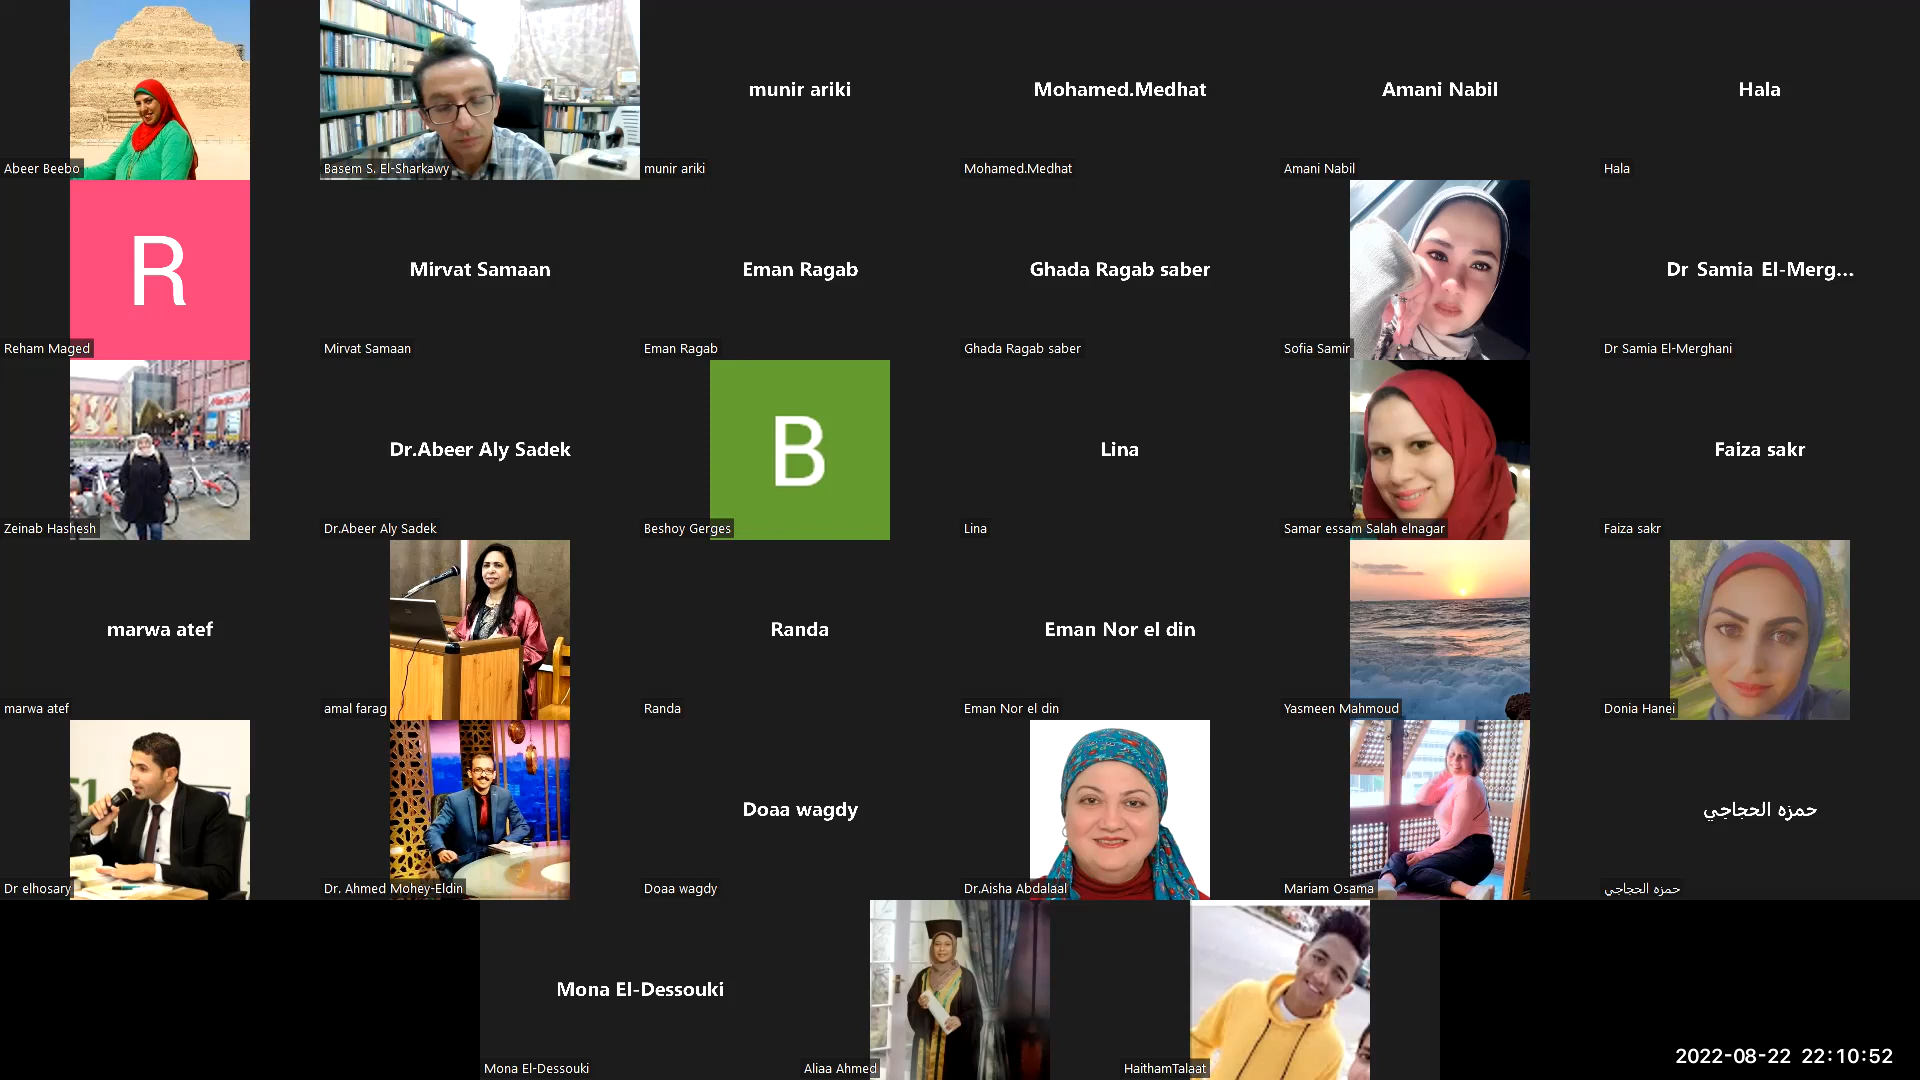 munir ariki
Mohamed.Medhat
Amani Nabil
Hala
Abeer Beebo
Basem S. El-Sharkawy
munir ariki
Mohamed.Medhat
Amani Nabil
Hala
R
Mirvat Samaan
Eman Ragab
Ghada Ragab saber
Dr Samia El-Merg...
Reham Maged
Mirvat Samaan
Eman Ragab
Ghada Ragab saber
Sofia Samir
Dr Samia El-Merghani
Dr.Abeer Aly Sadek
B
Lina
Faiza sakr
Zeinab Hashesh
Dr.Abeer Aly Sadek
Beshoy Gerges
Lina
Samar essam Salah elnagar
Faiza sakr
marwa atef
Randa
Eman Nor el din
marwa atef
amal farag
Randa
Eman Nor el din
Yasmeen Mahmoud
Donia Hanei
Doaa wagdy
حمزه الحجاجي
Dr elhosary
Dr. Ahmed Mohey-Eldin
Doaa wagdy
Dr.Aisha Abdalaal
Mariam Osama
حمزه الحجاجي
Mona El-Dessouki
Mona El-Dessouki
Aliaa Ahmed
HaithamTalaat
2022-08-22 22:10:52